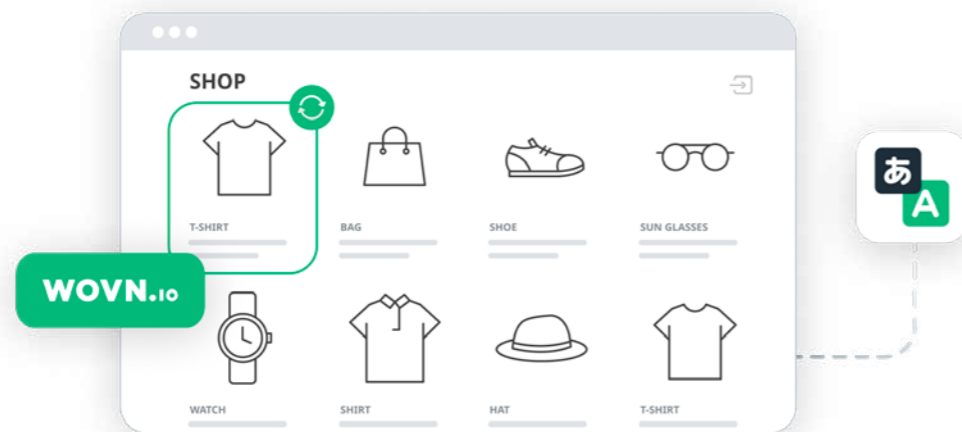 SHOP
T-SHIRT
BAG
SHOE
SUN GLASSES
WOVN.IO
WATCH
SHIRT
HAT
T-SHIRT
あ
A